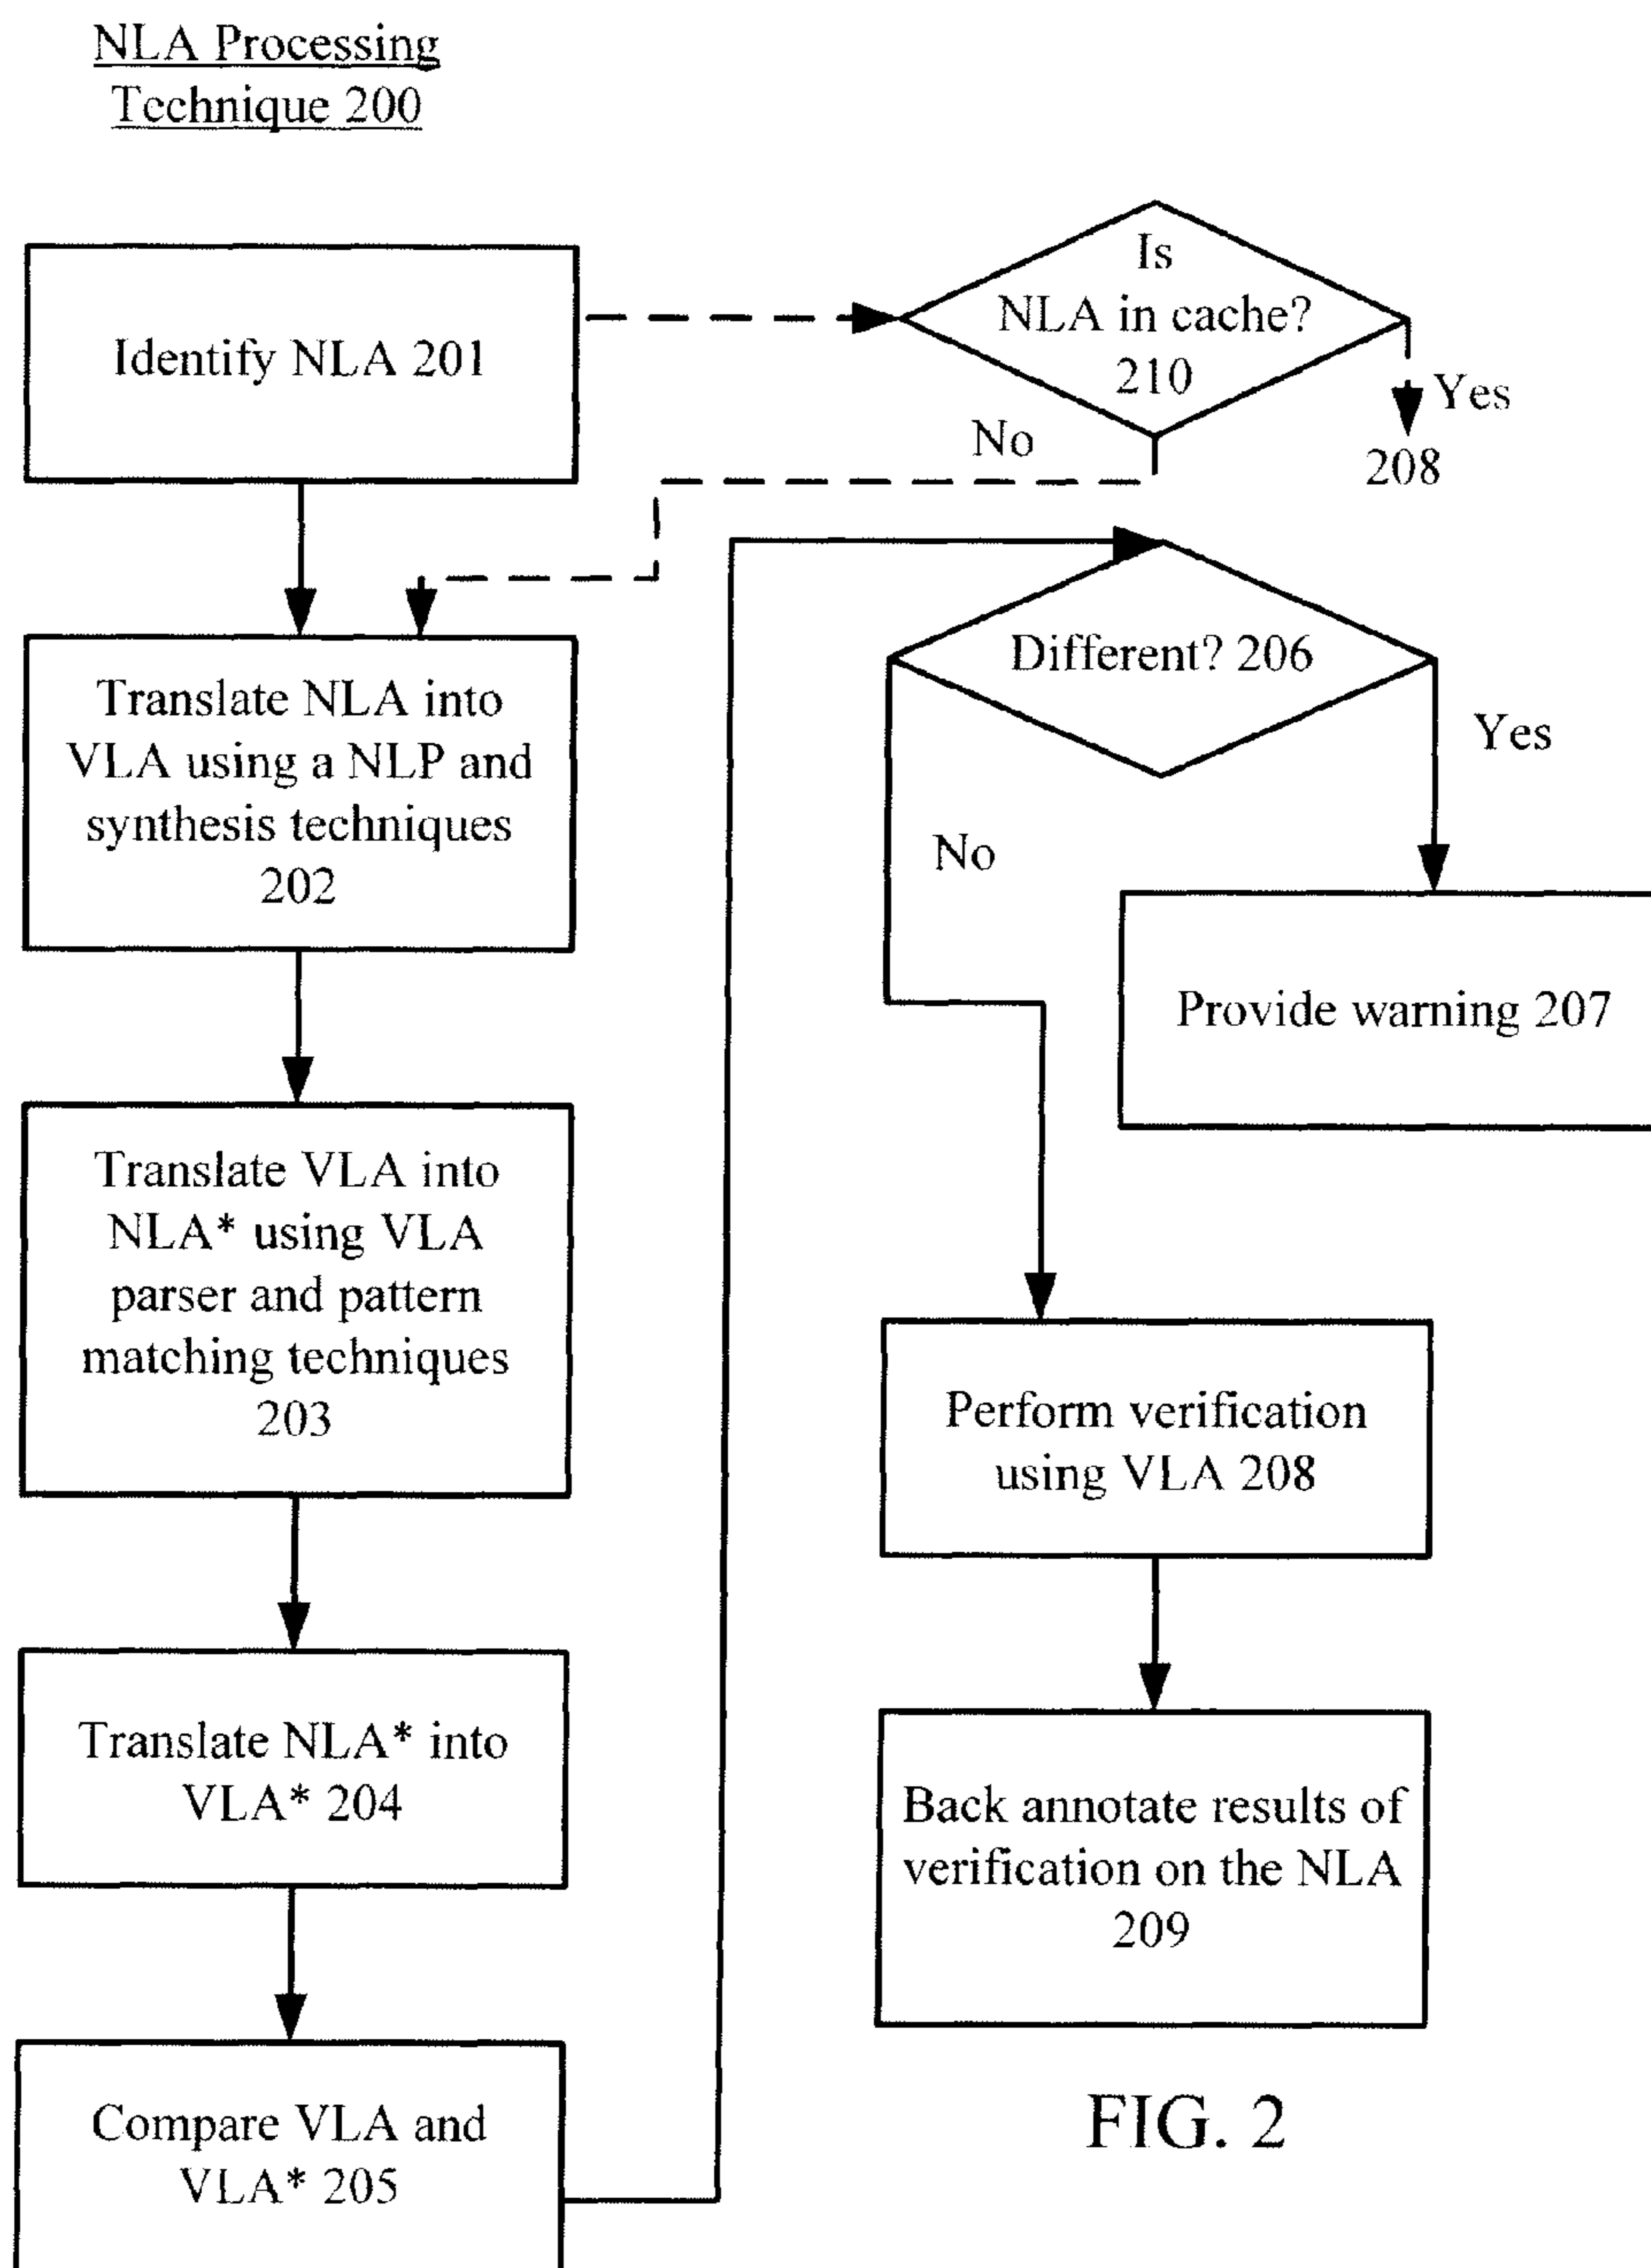 NLA Processing
Technique 200
Is
NLA in cache?
210
Identify NLA 201
Yes
No
208
Different? 206
Translate NLA into
VLA using a NLP and
synthesis techniques
202
Yes
No
Provide warning 207
Translate VLA into
NLA* using VLA
parser and pattern
matching techniques
203
Perform verification
using VLA 208
Translate NLA* into
VLA* 204
Back annotate results of
verification on the NLA
209
Compare VLA and
VLA* 205
FIG. 2